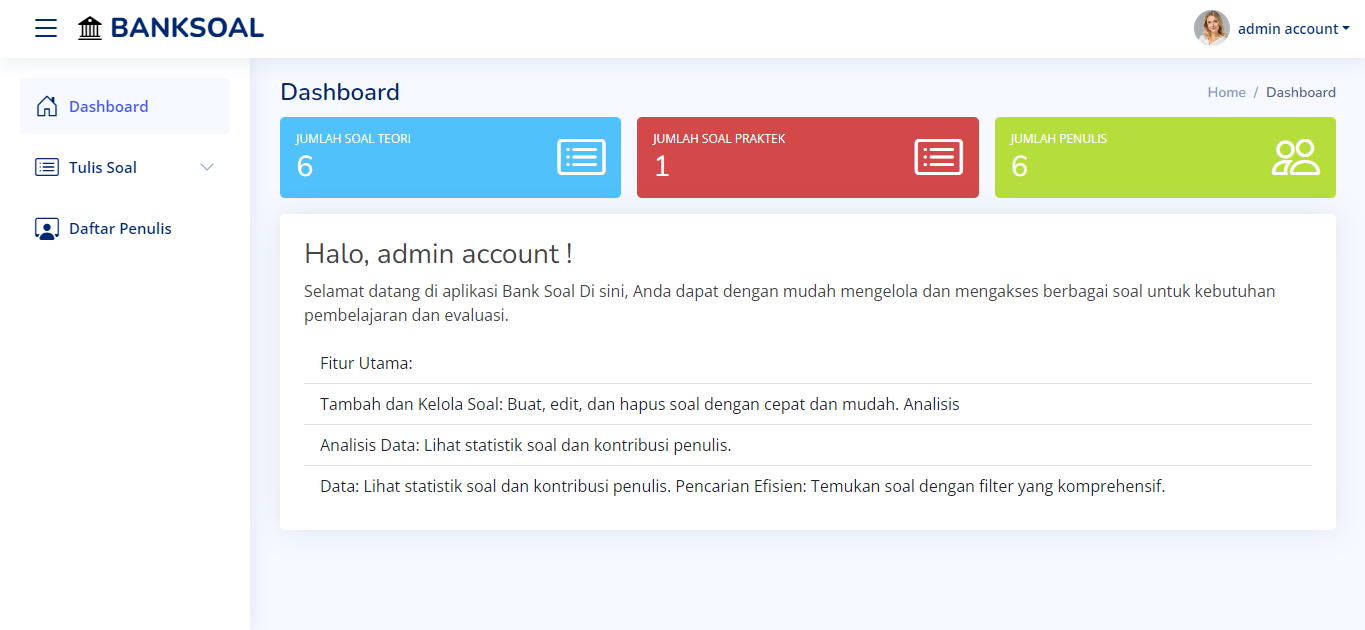 BANKSOAL
admin account
Dashboard
Tulis Soal
Daftar Penulis
Dashboard
Home / Dashboard
JUMLAH SOAL TEORI
6
JUMLAH SOAL PRAKTEK
1
JUMLAH PENULIS
6
Halo, admin account !
Selamat datang di aplikasi Bank Soal Di sini, Anda dapat dengan mudah mengelola dan mengakses berbagai soal untuk kebutuhan
pembelajaran dan evaluasi.
Fitur Utama:
Tambah dan Kelola Soal: Buat, edit, dan hapus soal dengan cepat dan mudah. Analisis
Analisis Data: Lihat statistik soal dan kontribusi penulis.
Data: Lihat statistik soal dan kontribusi penulis. Pencarian Efisien: Temukan soal dengan filter yang komprehensif.